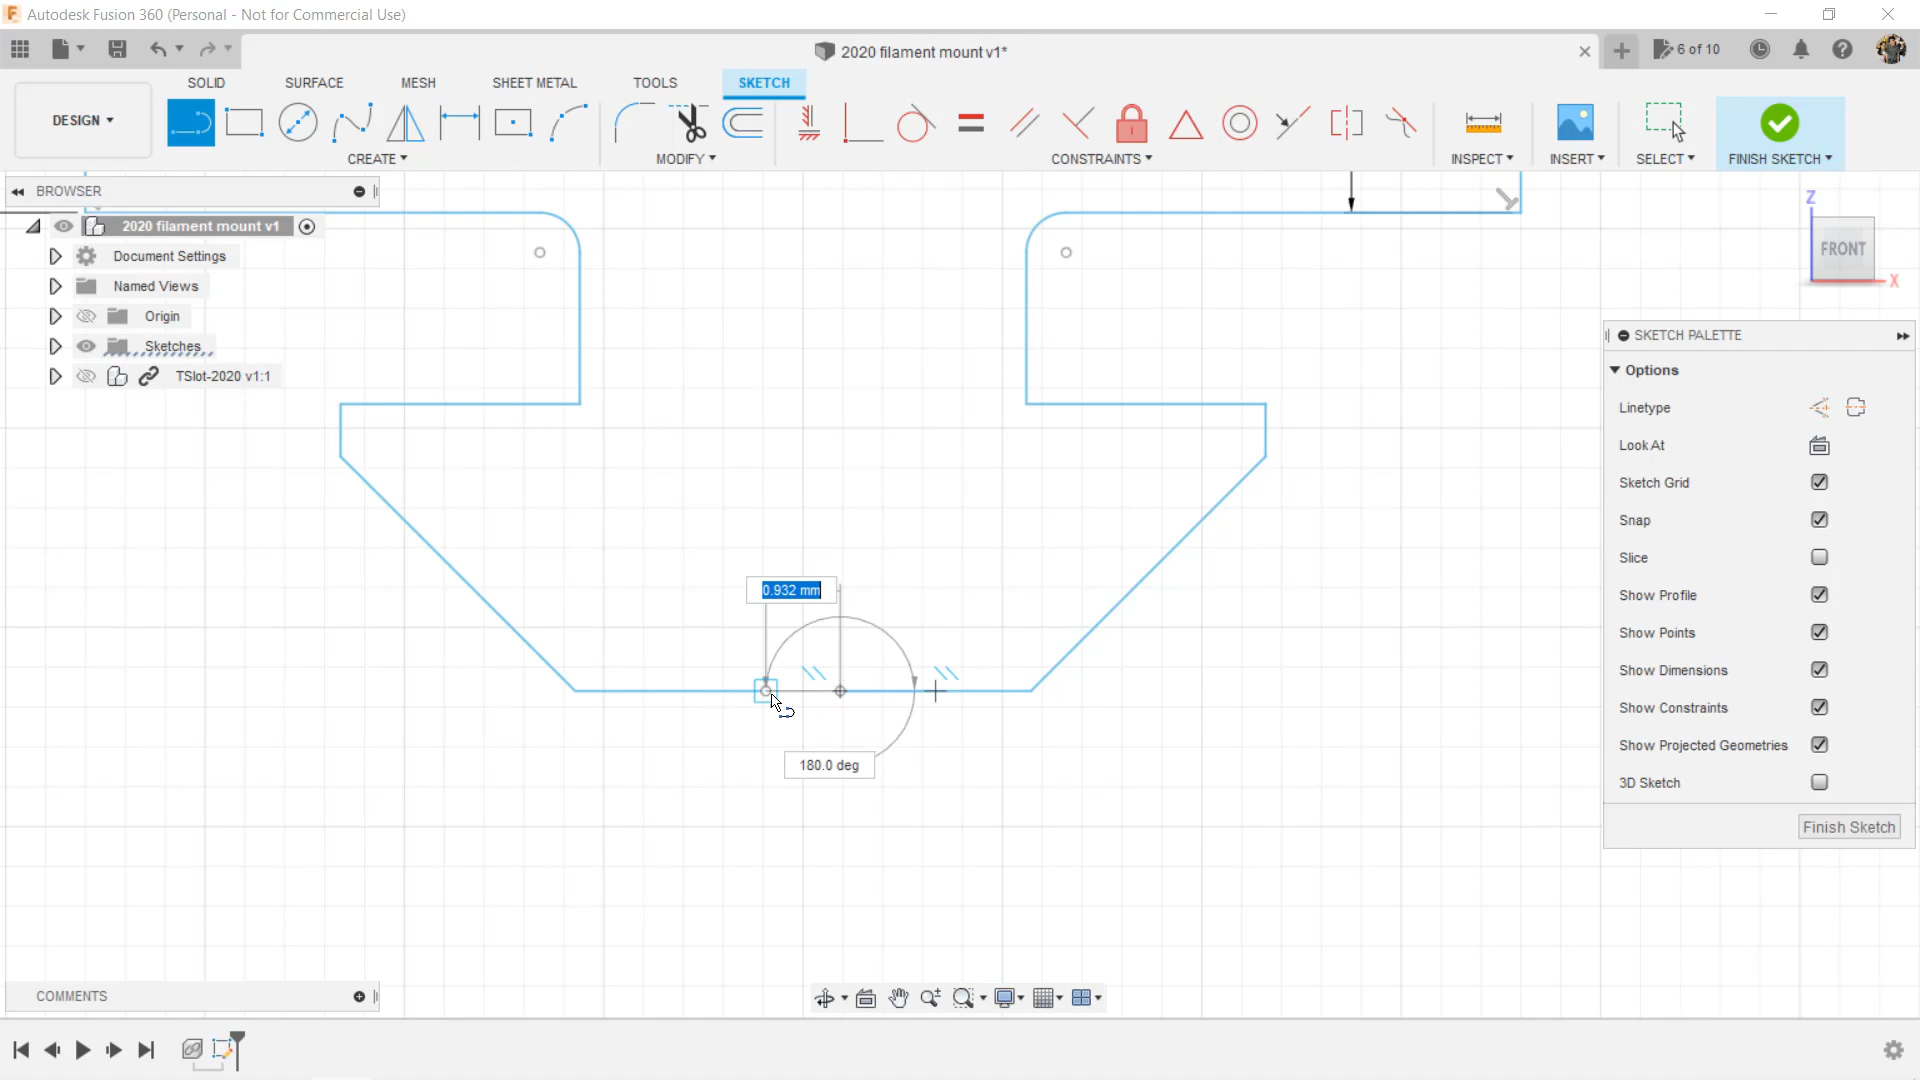 Autodesk Fusion 360 (Personal - Not for Commercial Use)
2020 filament mount v1*
6 of 10
SOLID
SURFACE
MESH
SHEET METAL
TOOLS
SKETCH
DESIGN
CREATE
MODIFY
CONSTRAINTS
INSPECT
INSERT
SELECT
FINISH SKETCH
BROWSER
2020 filament mount v1
Document Settings
Named Views
Origin
Sketches
TSlot-2020 v1:1
Z
FRONT
X
SKETCH PALETTE
Options
Linetype
Look At
Sketch Grid
Snap
Slice
Show Profile
Show Points
Show Dimensions
Show Constraints
Show Projected Geometries
3D Sketch
Finish Sketch
0.932 mm
180.0 deg
COMMENTS